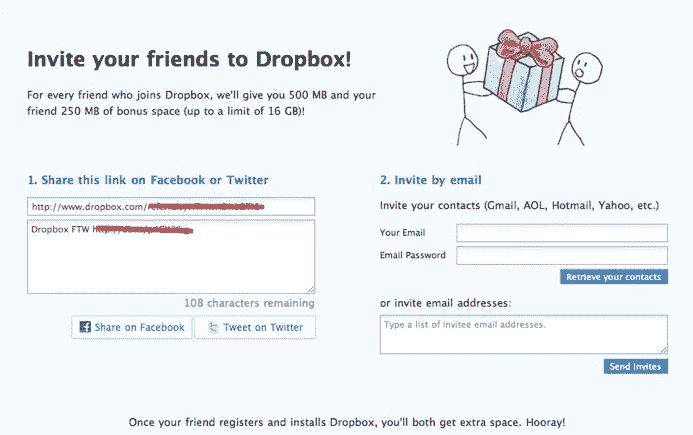 Invite your friends to Dropbox!
For every friend who joins Dropbox, we'll give you 500 MB and your
friend 250 MB of bonus space (up to a limit of 16 GB)!
1. Share this link on Facebook or Twitter
http://www.dropbox.com/
Dropbox FTW
108 characters remaining
Share on Facebook
Tweet on Twitter
2. Invite by email
Invite your contacts (Gmail, AOL, Hotmail, Yahoo, etc.)
Your Email
Email Password
Retrieve your contacts
or invite email addresses:
Type a list of invitee email addresses.
Send Invites
Once your friend registers and installs Dropbox, you'll both get extra space. Hooray!